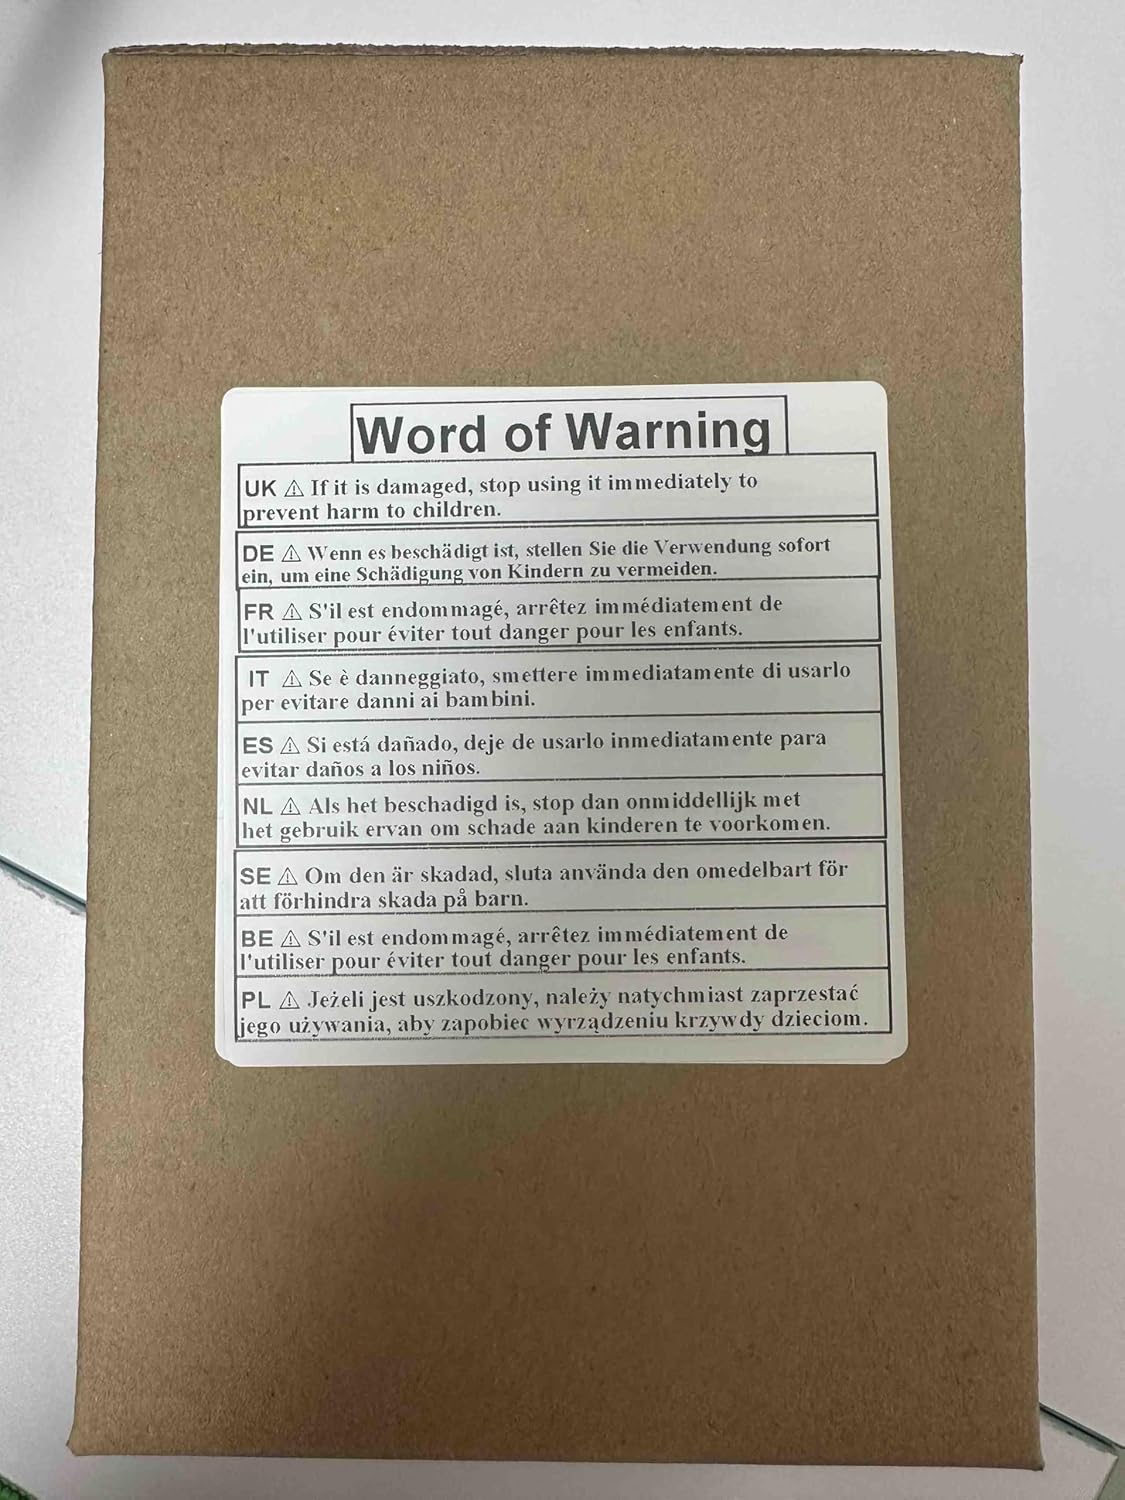 Word of Warning
UK ⚠ If it is damaged, stop using it immediately to
prevent harm to children.
DE ⚠ Wenn es beschädigt ist, stellen Sie die Verwendung sofort
ein, um eine Schädigung von Kindern zu vermeiden.
FR ⚠ S'il est endommagé, arrêtez immédiatement de
l'utiliser pour éviter tout danger pour les enfants.
IT ⚠ Se è danneggiato, smettere immediatamente di usarlo
per evitare danni ai bambini.
ES ⚠ Si está dañado, deje de usarlo inmediatamente para
evitar daños a los niños.
NL ⚠ Als het beschadigd is, stop dan onmiddellijk met
het gebruik ervan om schade aan kinderen te voorkomen.
SE ⚠ Om den är skadad, sluta använda den omedelbart för
att förhindra skada på barn.
BE ⚠ S'il est endommagé, arrêtez immédiatement de
l'utiliser pour éviter tout danger pour les enfants.
PL ⚠ Jeżeli jest uszkodzony, należy natychmiast zaprzestać
jego używania, aby zapobiec wyrządzeniu krzywdy dzieciom.